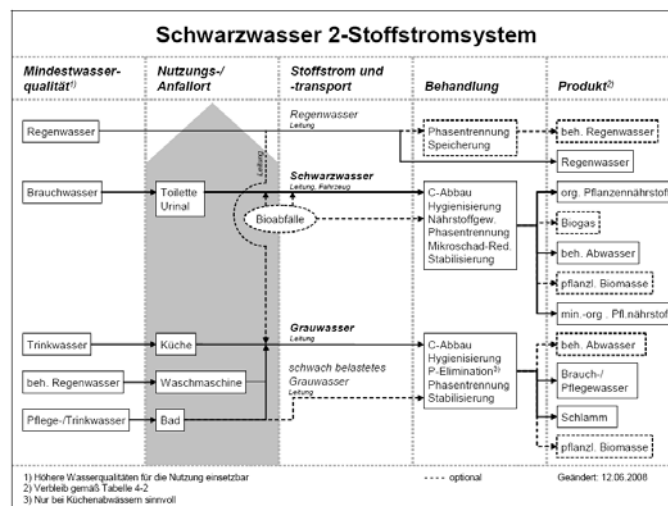 Schwarzwasser 2-Stoffstromsystem
Mindestwasser-
qualität1)
Nutzungs-/
Anfallort
Stoffstrom und
-transport
Behandlung
Produkt2)
Regenwasser
Regenwasser
Leitung
Leitung
Phasentrennung
Speicherung
beh. Regenwasser
Regenwasser
Brauchwasser
Toilette
Urinal
Schwarzwasser
Leitung, Fahrzeug
Bioabfälle
C-Abbau
Hygienisierung
Nährstoffgew.
Phasentrennung
Mikroschad-Red.
Stabilisierung
org. Pflanzennährstoff
Biogas
beh. Abwasser
pflanzl. Biomasse
min.-org . Pfl.nährstoff
Trinkwasser
Küche
Grauwasser
Leitung
beh. Regenwasser
Waschmaschine
schwach belastetes
Grauwasser
Leitung
Pflege-/Trinkwasser
Bad
C-Abbau
Hygienisierung
P-Elimination3)
Phasentrennung
Stabilisierung
beh. Abwasser
Brauch-/
Pflegewasser
Schlamm
pflanzl. Biomasse
1) Höhere Wasserqualitäten für die Nutzung einsetzbar
2) Verbleib gemäß Tabelle 4-2
3) Nur bei Küchenabwässern sinnvoll
optional
Geändert: 12.06.2008